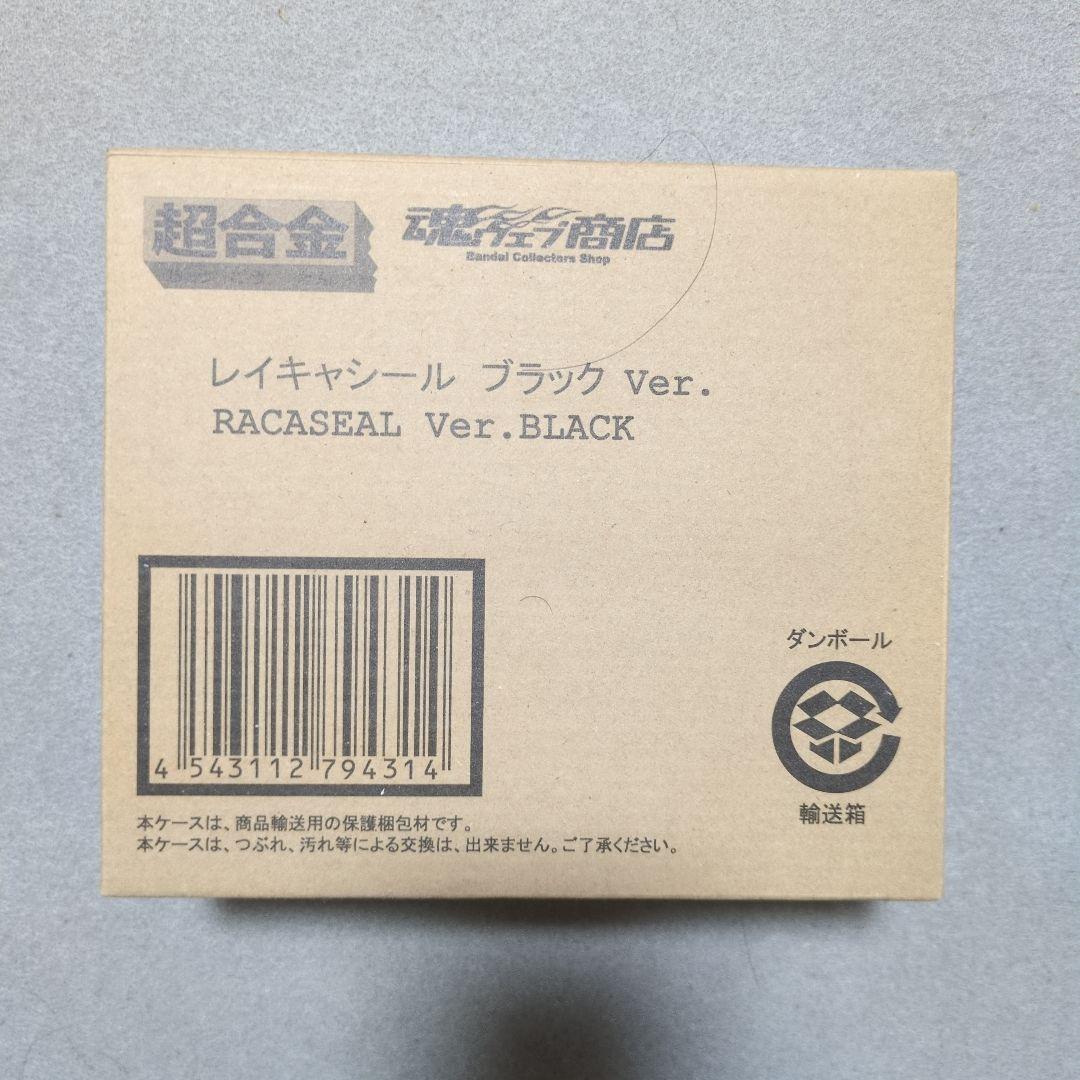 超合金
魂ウェブ商店
Bandai Collectors Shop
レイキャシール ブラック Ver.
RACASEAL Ver.BLACK
4 543112 794314
ダンボール
輸送箱
本ケースは、商品輸送用の保護梱包材です。
本ケースは、つぶれ、汚れ等による交換は、出来ません。ご了承ください。